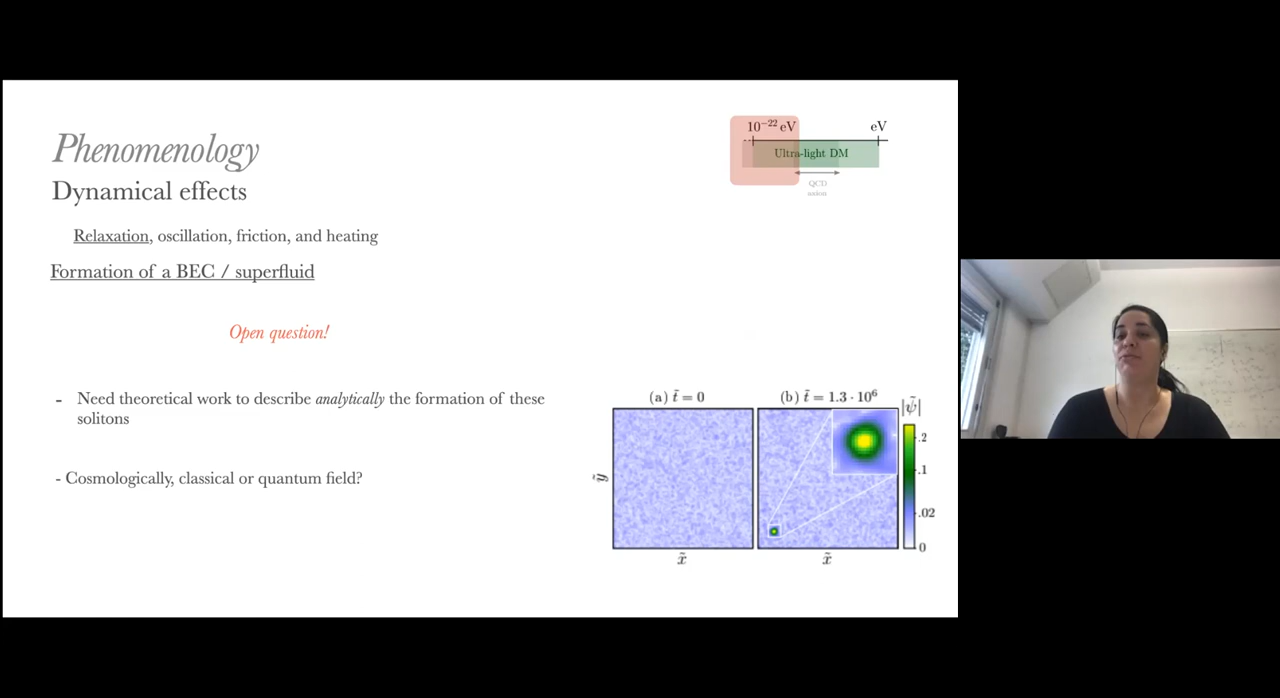 Phenomenology
Dynamical effects
Relaxation, oscillation, friction, and heating
Formation of a BEC / superfluid
Open question!
- Need theoretical work to describe analytically the formation of these
solitons
- Cosmologically, classical or quantum field?
10⁻²² eV
eV
Ultra-light DM
QCD
axion
(a) t̃ = 0
(b) t̃ = 1.3 · 10⁶
|ψ̃|
.2
.1
.02
0
ỹ
x̃
x̃